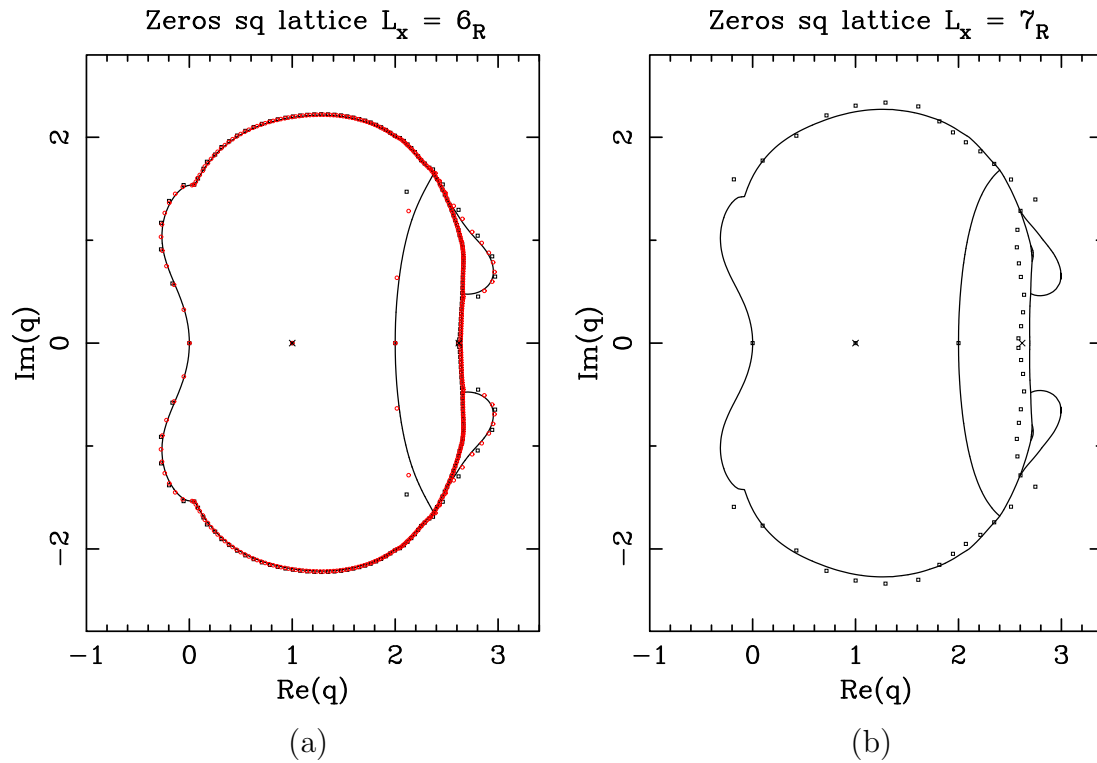 Zeros sq lattice L_x = 6_R
2
0
−2
Im(q)
−1 0 1 2 3
Re(q)
(a)
Zeros sq lattice L_x = 7_R
2
0
−2
Im(q)
−1 0 1 2 3
Re(q)
(b)